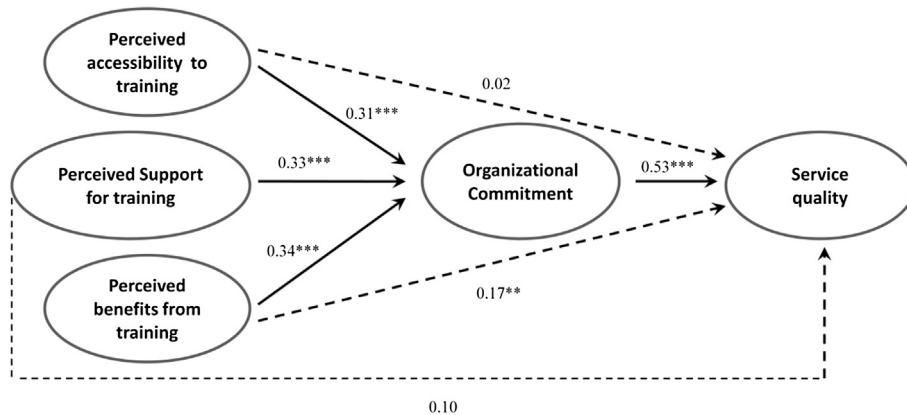 Perceived
accessibility to
training
0.02
0.31***
Perceived Support
for training
0.33***
Organizational
Commitment
0.53***
Service
quality
0.34***
Perceived
benefits from
training
0.17**
0.10